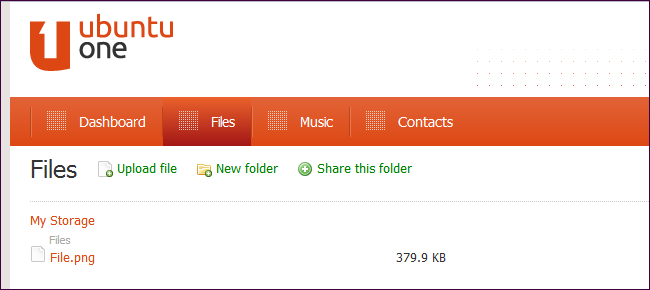 ubuntu
one
Dashboard Files Music Contacts
Files Upload file New folder Share this folder
My Storage
Files
File.png 379.9 KB